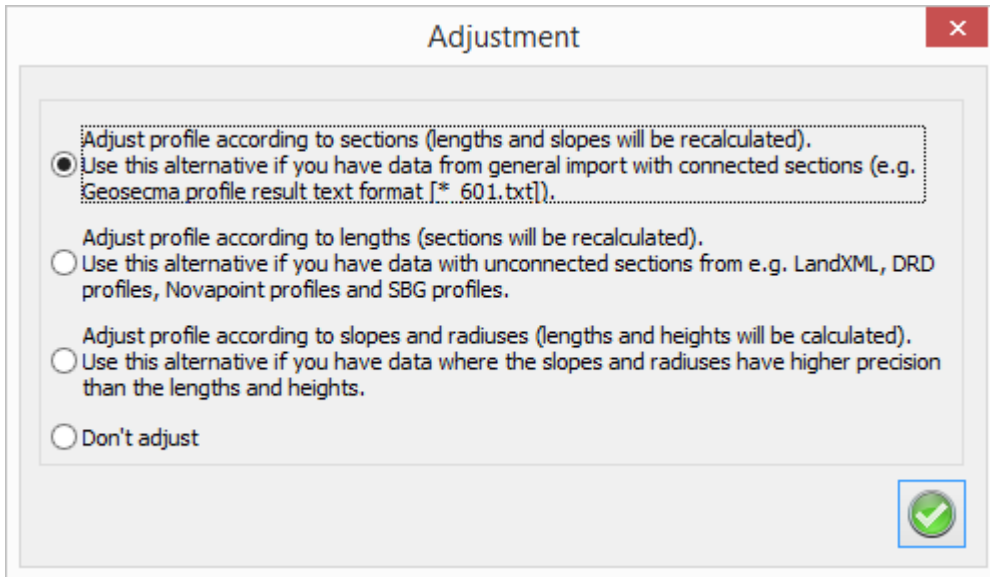 Adjustment
Adjust profile according to sections (lengths and slopes will be recalculated).
Use this alternative if you have data from general import with connected sections (e.g.
Geosecma profile result text format [*_601.txt]).
Adjust profile according to lengths (sections will be recalculated).
Use this alternative if you have data with unconnected sections from e.g. LandXML, DRD
profiles, Novapoint profiles and SBG profiles.
Adjust profile according to slopes and radiuses (lengths and heights will be calculated).
Use this alternative if you have data where the slopes and radiuses have higher precision
than the lengths and heights.
Don't adjust